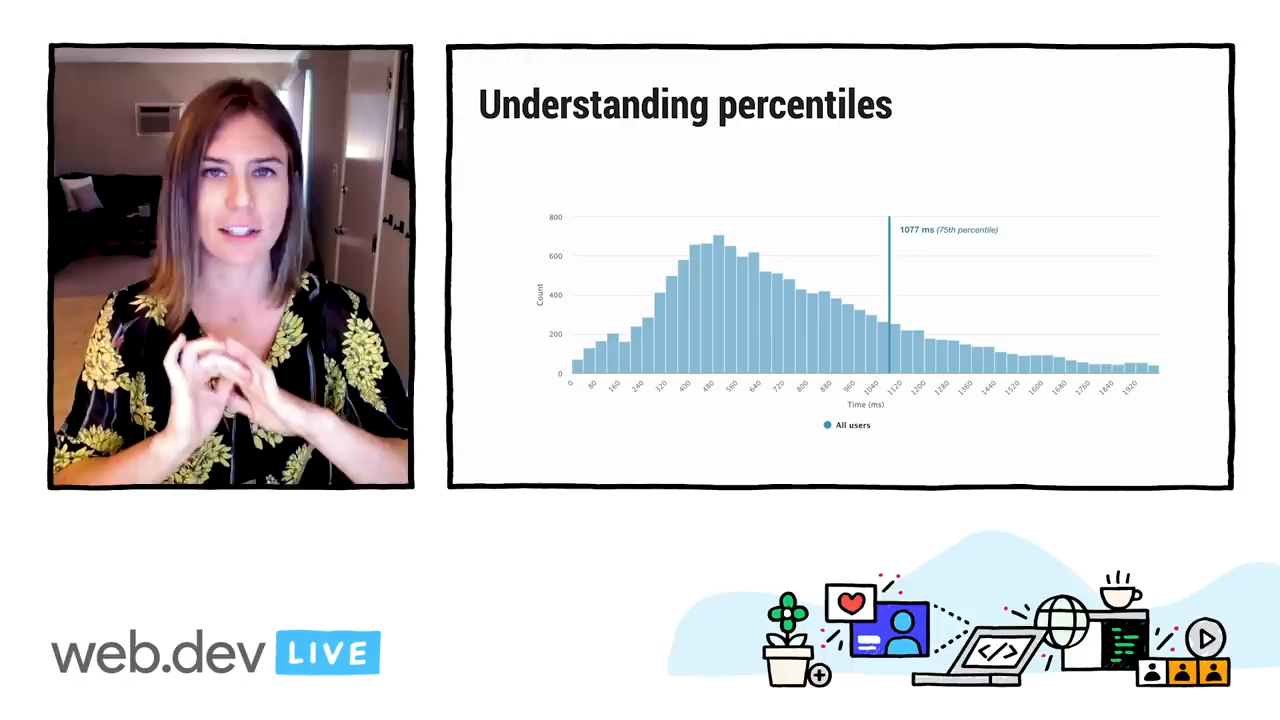 Understanding percentiles
800
1077 ms (75th percentile)
600
400
200
0
Count
0 80 160 240 320 400 480 560 640 720 800 880 960 1040 1120 1200 1280 1360 1440 1520 1600 1680 1760 1840 1920
Time (ms)
All users
web.dev LIVE
</>